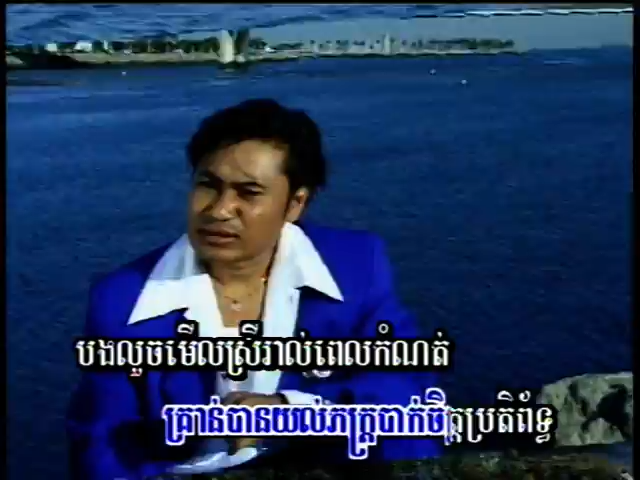 បងលួចមើលស្រីរាល់ពេលកំណត់
គ្រាន់បានយល់ភក្ត្របាក់ចិត្តប្រតិព័ទ្ធ